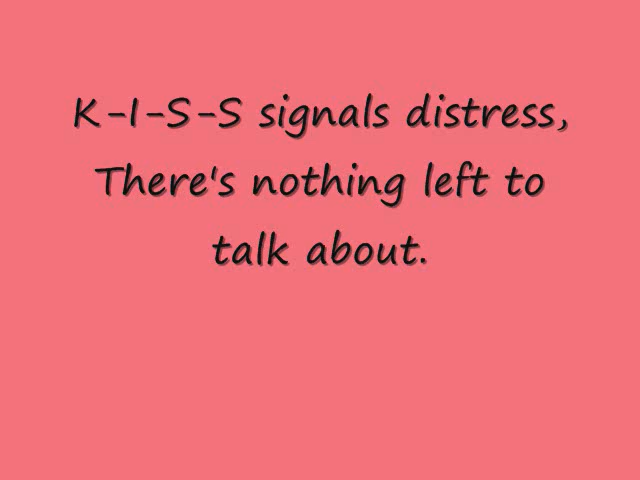 K-I-S-S signals distress,
There's nothing left to
talk about.